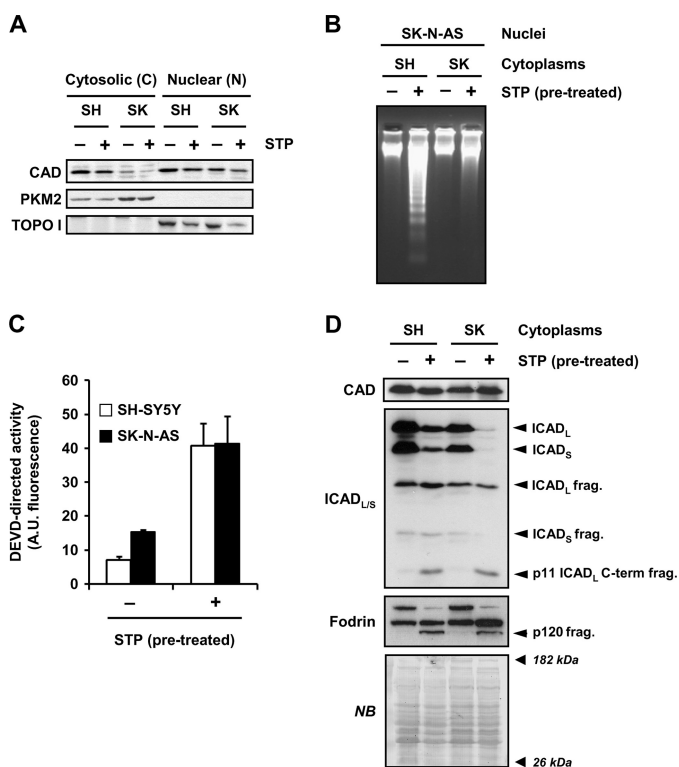 A
Cytosolic (C) Nuclear (N)
SH SK SH SK
– + – + – + – + STP
CAD
PKM2
TOPO I
B
SK-N-AS Nuclei
SH SK Cytoplasms
– + – + STP (pre-treated)
C
DEVD-directed activity
(A.U. fluorescence)
60
50
40
30
20
10
0
SH-SY5Y
SK-N-AS
– +
STP (pre-treated)
D
SH SK Cytoplasms
– + – + STP (pre-treated)
CAD
ICADL/S
ICADL
ICADS
ICADL frag.
ICADS frag.
p11 ICADL C-term frag.
Fodrin
p120 frag.
NB
182 kDa
26 kDa